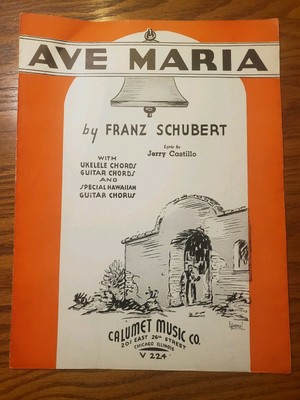 AVE MARIA
by FRANZ SCHUBERT
Lyric by
Jerry Castillo
WITH
UKELELE CHORDS
GUITAR CHORDS
AND
SPECIAL HAWAIIAN
GUITAR CHORUS
CALUMET MUSIC CO.
201 EAST 26TH STREET
CHICAGO ILLINOIS
V 224